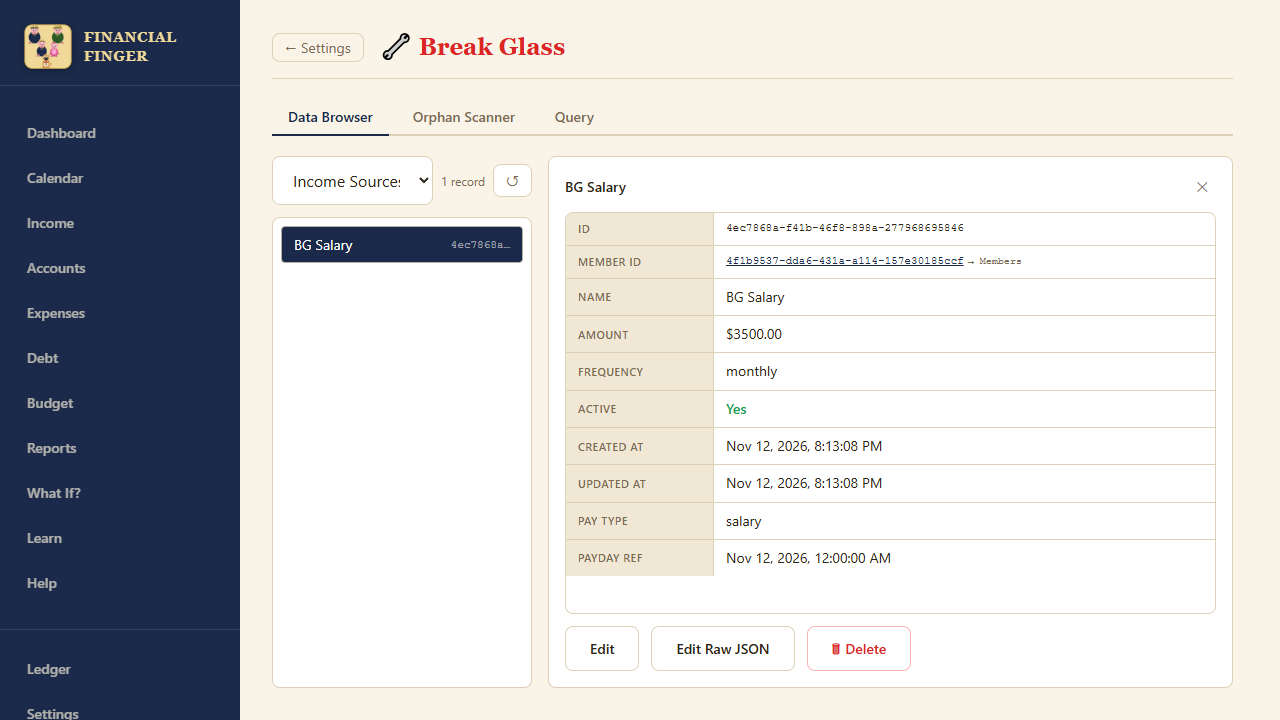 FINANCIAL
FINGER
Dashboard
Calendar
Income
Accounts
Expenses
Debt
Budget
Reports
What If?
Learn
Help
Ledger
Settings
← Settings
Break Glass
Data Browser
Orphan Scanner
Query
Income Sources
1 record
↺
BG Salary
4ec7868a…
BG Salary
×
ID
4ec7868a-f41b-46f8-898a-277968695846
MEMBER ID
4f1b9537-dda6-431a-a114-157e30185ccf → Members
NAME
BG Salary
AMOUNT
$3500.00
FREQUENCY
monthly
ACTIVE
Yes
CREATED AT
Nov 12, 2026, 8:13:08 PM
UPDATED AT
Nov 12, 2026, 8:13:08 PM
PAY TYPE
salary
PAYDAY REF
Nov 12, 2026, 12:00:00 AM
Edit
Edit Raw JSON
Delete